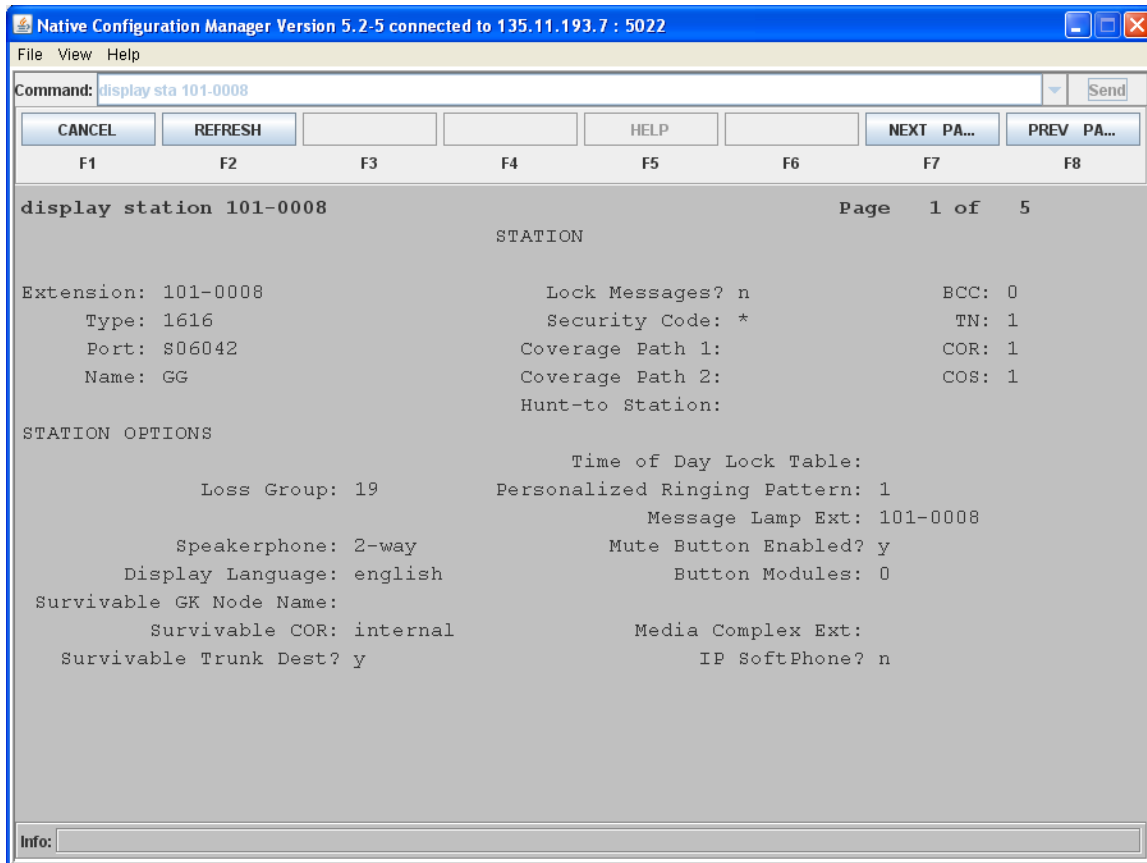 Native Configuration Manager Version 5.2-5 connected to 135.11.193.7 : 5022
File View Help
Command: display sta 101-0008 Send
CANCEL REFRESH HELP NEXT PA... PREV PA...
F1 F2 F3 F4 F5 F6 F7 F8
display station 101-0008 Page 1 of 5
STATION
Extension: 101-0008 Lock Messages? n BCC: 0
Type: 1616 Security Code: * TN: 1
Port: S06042 Coverage Path 1: COR: 1
Name: GG Coverage Path 2: COS: 1
Hunt-to Station:
STATION OPTIONS
Time of Day Lock Table:
Loss Group: 19 Personalized Ringing Pattern: 1
Message Lamp Ext: 101-0008
Speakerphone: 2-way Mute Button Enabled? y
Display Language: english Button Modules: 0
Survivable GK Node Name:
Survivable COR: internal Media Complex Ext:
Survivable Trunk Dest? y IP SoftPhone? n
Info: